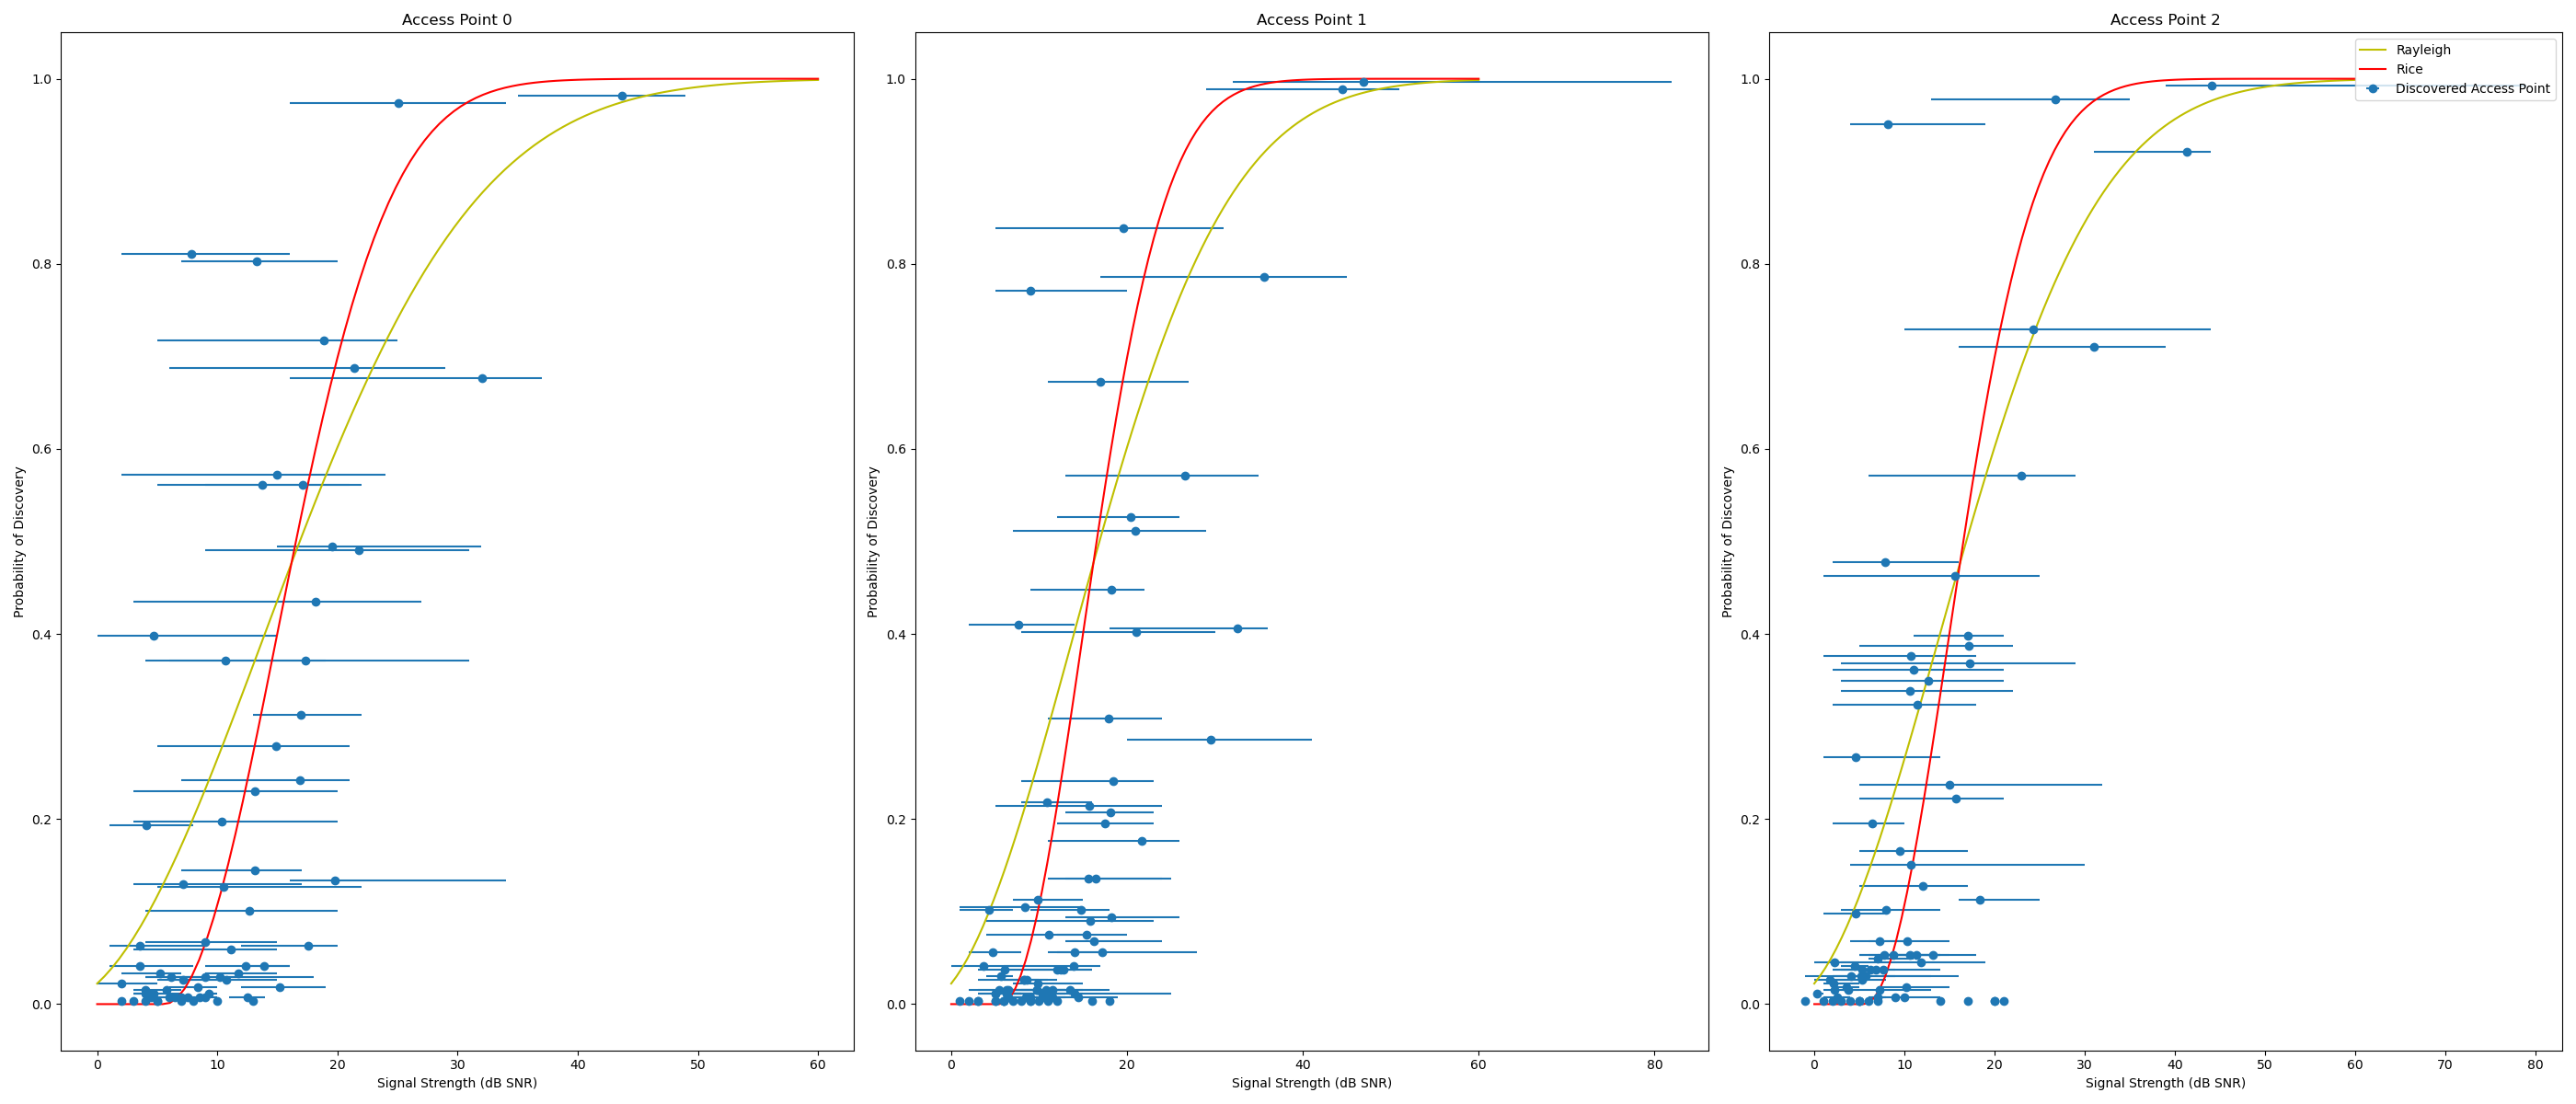 Access Point 0
Probability of Discovery
1.0
0.8
0.6
0.4
0.2
0.0
0 10 20 30 40 50 60
Signal Strength (dB SNR)
Access Point 1
Probability of Discovery
1.0
0.8
0.6
0.4
0.2
0.0
0 20 40 60 80
Signal Strength (dB SNR)
Access Point 2
Rayleigh
Rice
Discovered Access Point
Probability of Discovery
1.0
0.8
0.6
0.4
0.2
0.0
0 10 20 30 40 50 60 70 80
Signal Strength (dB SNR)